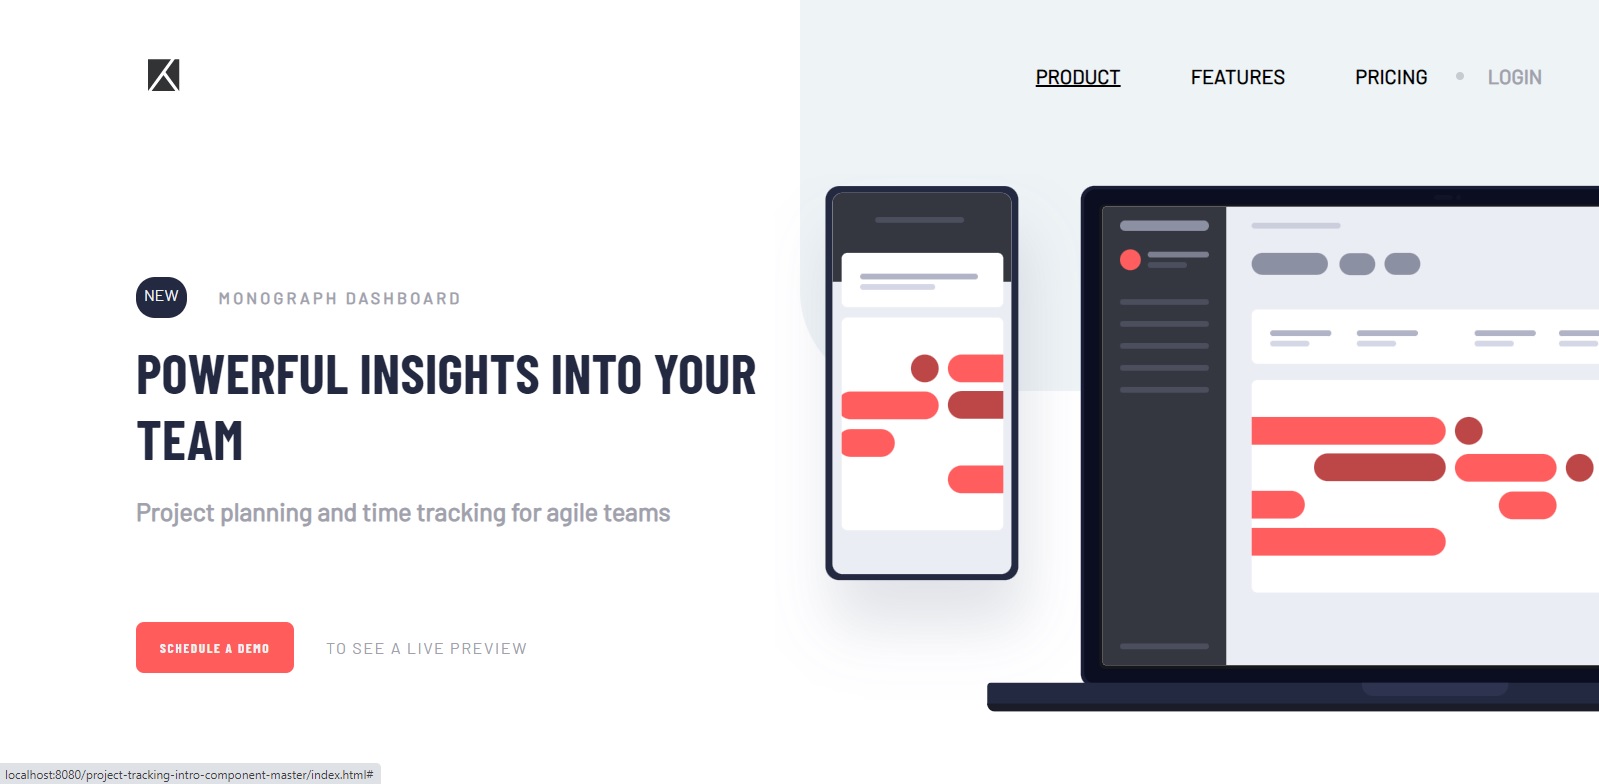 PRODUCT FEATURES PRICING LOGIN
NEW MONOGRAPH DASHBOARD
POWERFUL INSIGHTS INTO YOUR
TEAM
Project planning and time tracking for agile teams
SCHEDULE A DEMO TO SEE A LIVE PREVIEW
localhost:8080/project-tracking-intro-component-master/index.html#